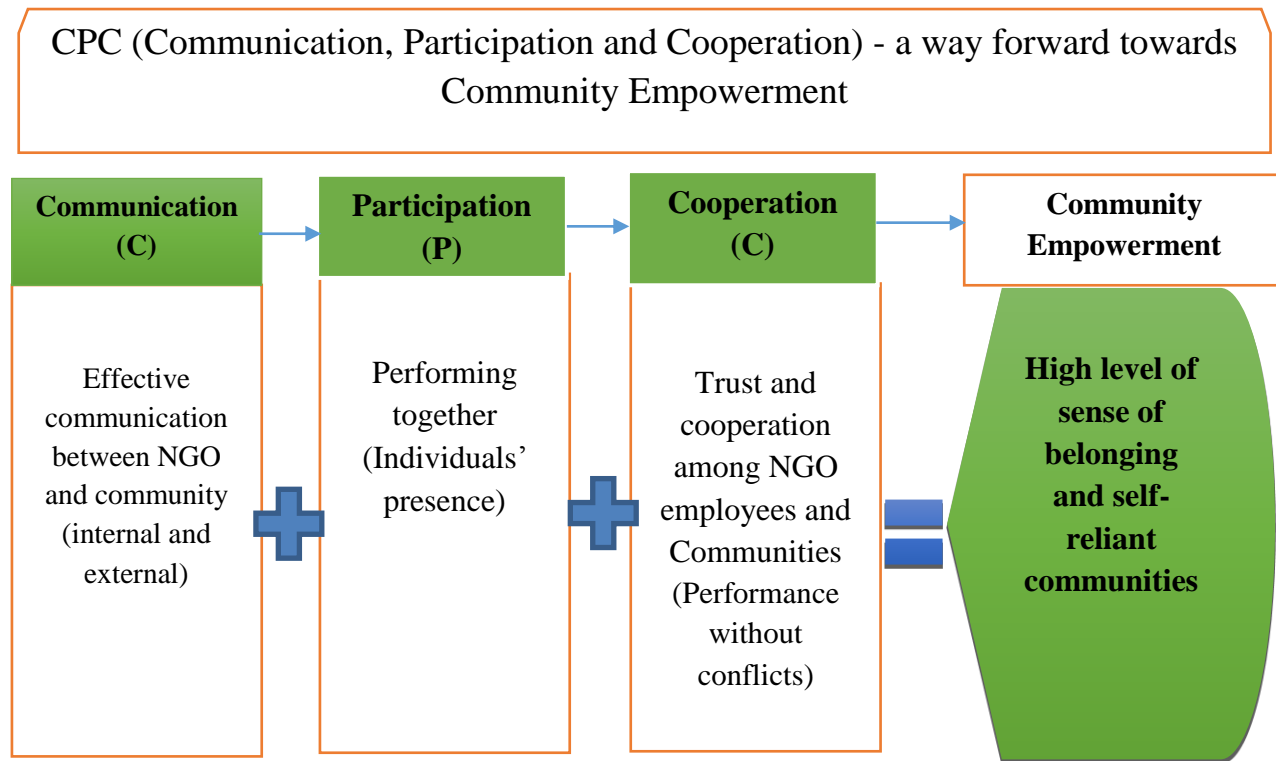 CPC (Communication, Participation and Cooperation) - a way forward towards
Community Empowerment
Communication
(C)
Participation
(P)
Cooperation
(C)
Community
Empowerment
Effective
communication
between NGO
and community
(internal and
external)
Performing
together
(Individuals’
presence)
Trust and
cooperation
among NGO
employees and
Communities
(Performance
without
conflicts)
High level of
sense of
belonging
and self-
reliant
communities